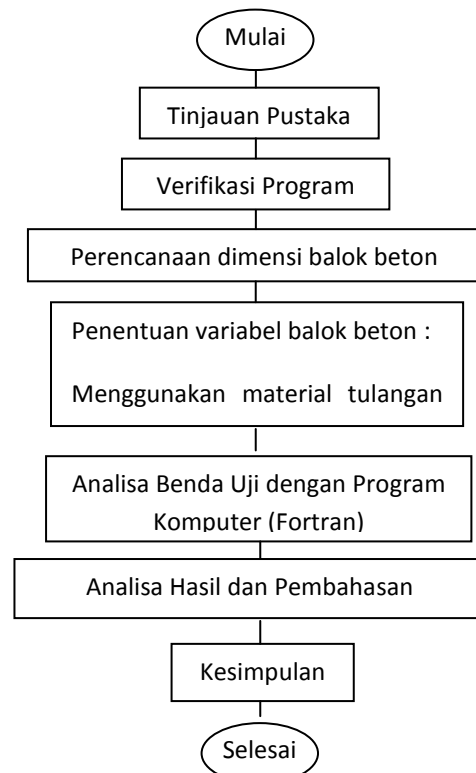 Mulai
Tinjauan Pustaka
Verifikasi Program
Perencanaan dimensi balok beton
Penentuan variabel balok beton :
Menggunakan material tulangan
Analisa Benda Uji dengan Program
Komputer (Fortran)
Analisa Hasil dan Pembahasan
Kesimpulan
Selesai